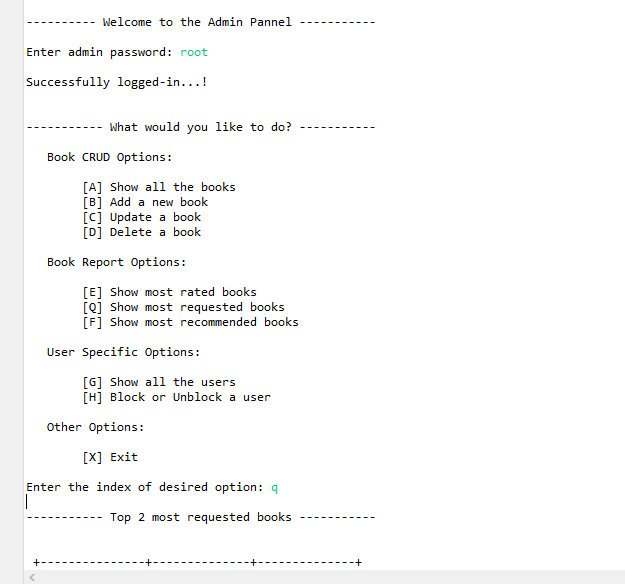 ---------- Welcome to the Admin Pannel -----------
Enter admin password: root
Successfully logged-in...!
----------- What would you like to do? -----------
Book CRUD Options:
[A] Show all the books
[B] Add a new book
[C] Update a book
[D] Delete a book
Book Report Options:
[E] Show most rated books
[Q] Show most requested books
[F] Show most recommended books
User Specific Options:
[G] Show all the users
[H] Block or Unblock a user
Other Options:
[X] Exit
Enter the index of desired option: q
----------- Top 2 most requested books -----------
+---------------+--------------+--------------+